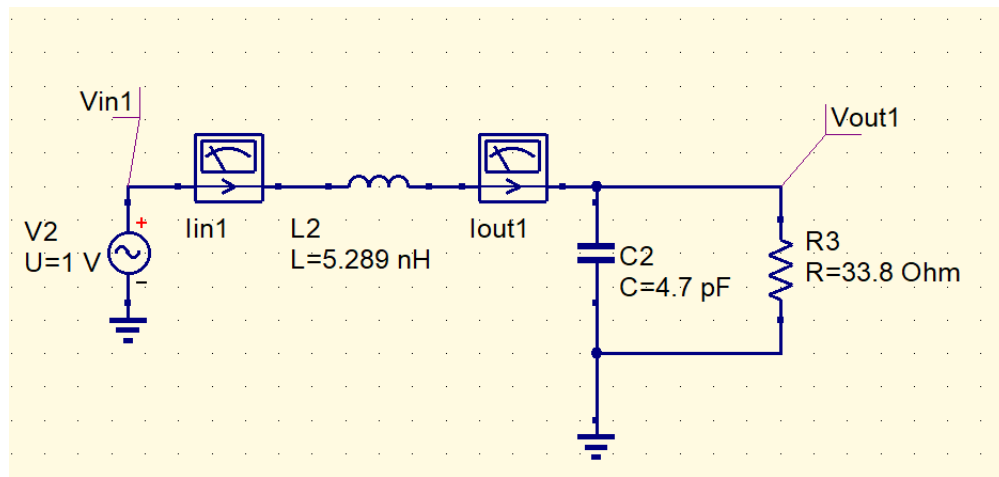 Vin1
Vout1
V2
U=1 V
+
-
Iin1
L2
L=5.289 nH
Iout1
C2
C=4.7 pF
R3
R=33.8 Ohm